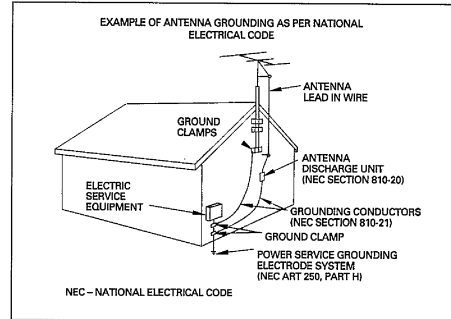 EXAMPLE OF ANTENNA GROUNDING AS PER NATIONAL
ELECTRICAL CODE
ANTENNA
LEAD IN WIRE
GROUND
CLAMPS
ANTENNA
DISCHARGE UNIT
(NEC SECTION 810-20)
ELECTRIC
SERVICE
EQUIPMENT
GROUNDING CONDUCTORS
(NEC SECTION 810-21)
GROUND CLAMP
POWER SERVICE GROUNDING
ELECTRODE SYSTEM
(NEC ART 250, PART H)
NEC – NATIONAL ELECTRICAL CODE